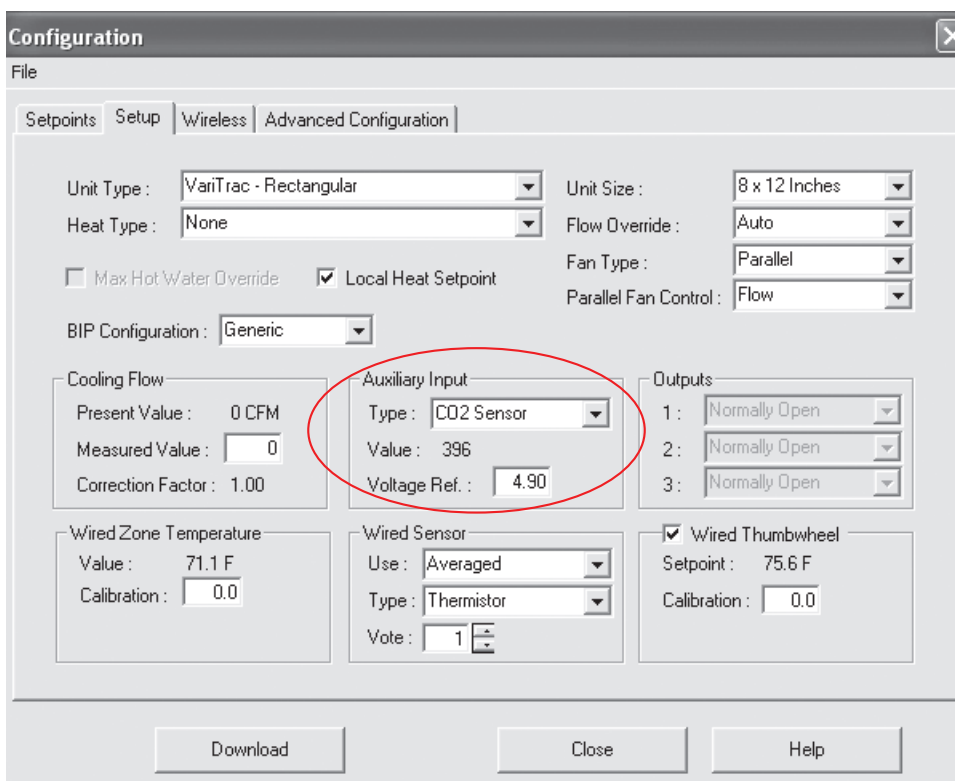 Configuration
File
Setpoints Setup Wireless Advanced Configuration
Unit Type : VariTrac - Rectangular
Unit Size : 8 x 12 Inches
Heat Type : None
Flow Override : Auto
Max Hot Water Override Local Heat Setpoint
Fan Type : Parallel
Parallel Fan Control : Flow
BIP Configuration : Generic
Cooling Flow
Present Value : 0 CFM
Measured Value : 0
Correction Factor : 1.00
Auxiliary Input
Type : CO2 Sensor
Value : 396
Voltage Ref. : 4.90
Outputs
1 : Normally Open
2 : Normally Open
3 : Normally Open
Wired Zone Temperature
Value : 71.1 F
Calibration : 0.0
Wired Sensor
Use : Averaged
Type : Thermistor
Vote : 1
Wired Thumbwheel
Setpoint : 75.6 F
Calibration : 0.0
Download Close Help